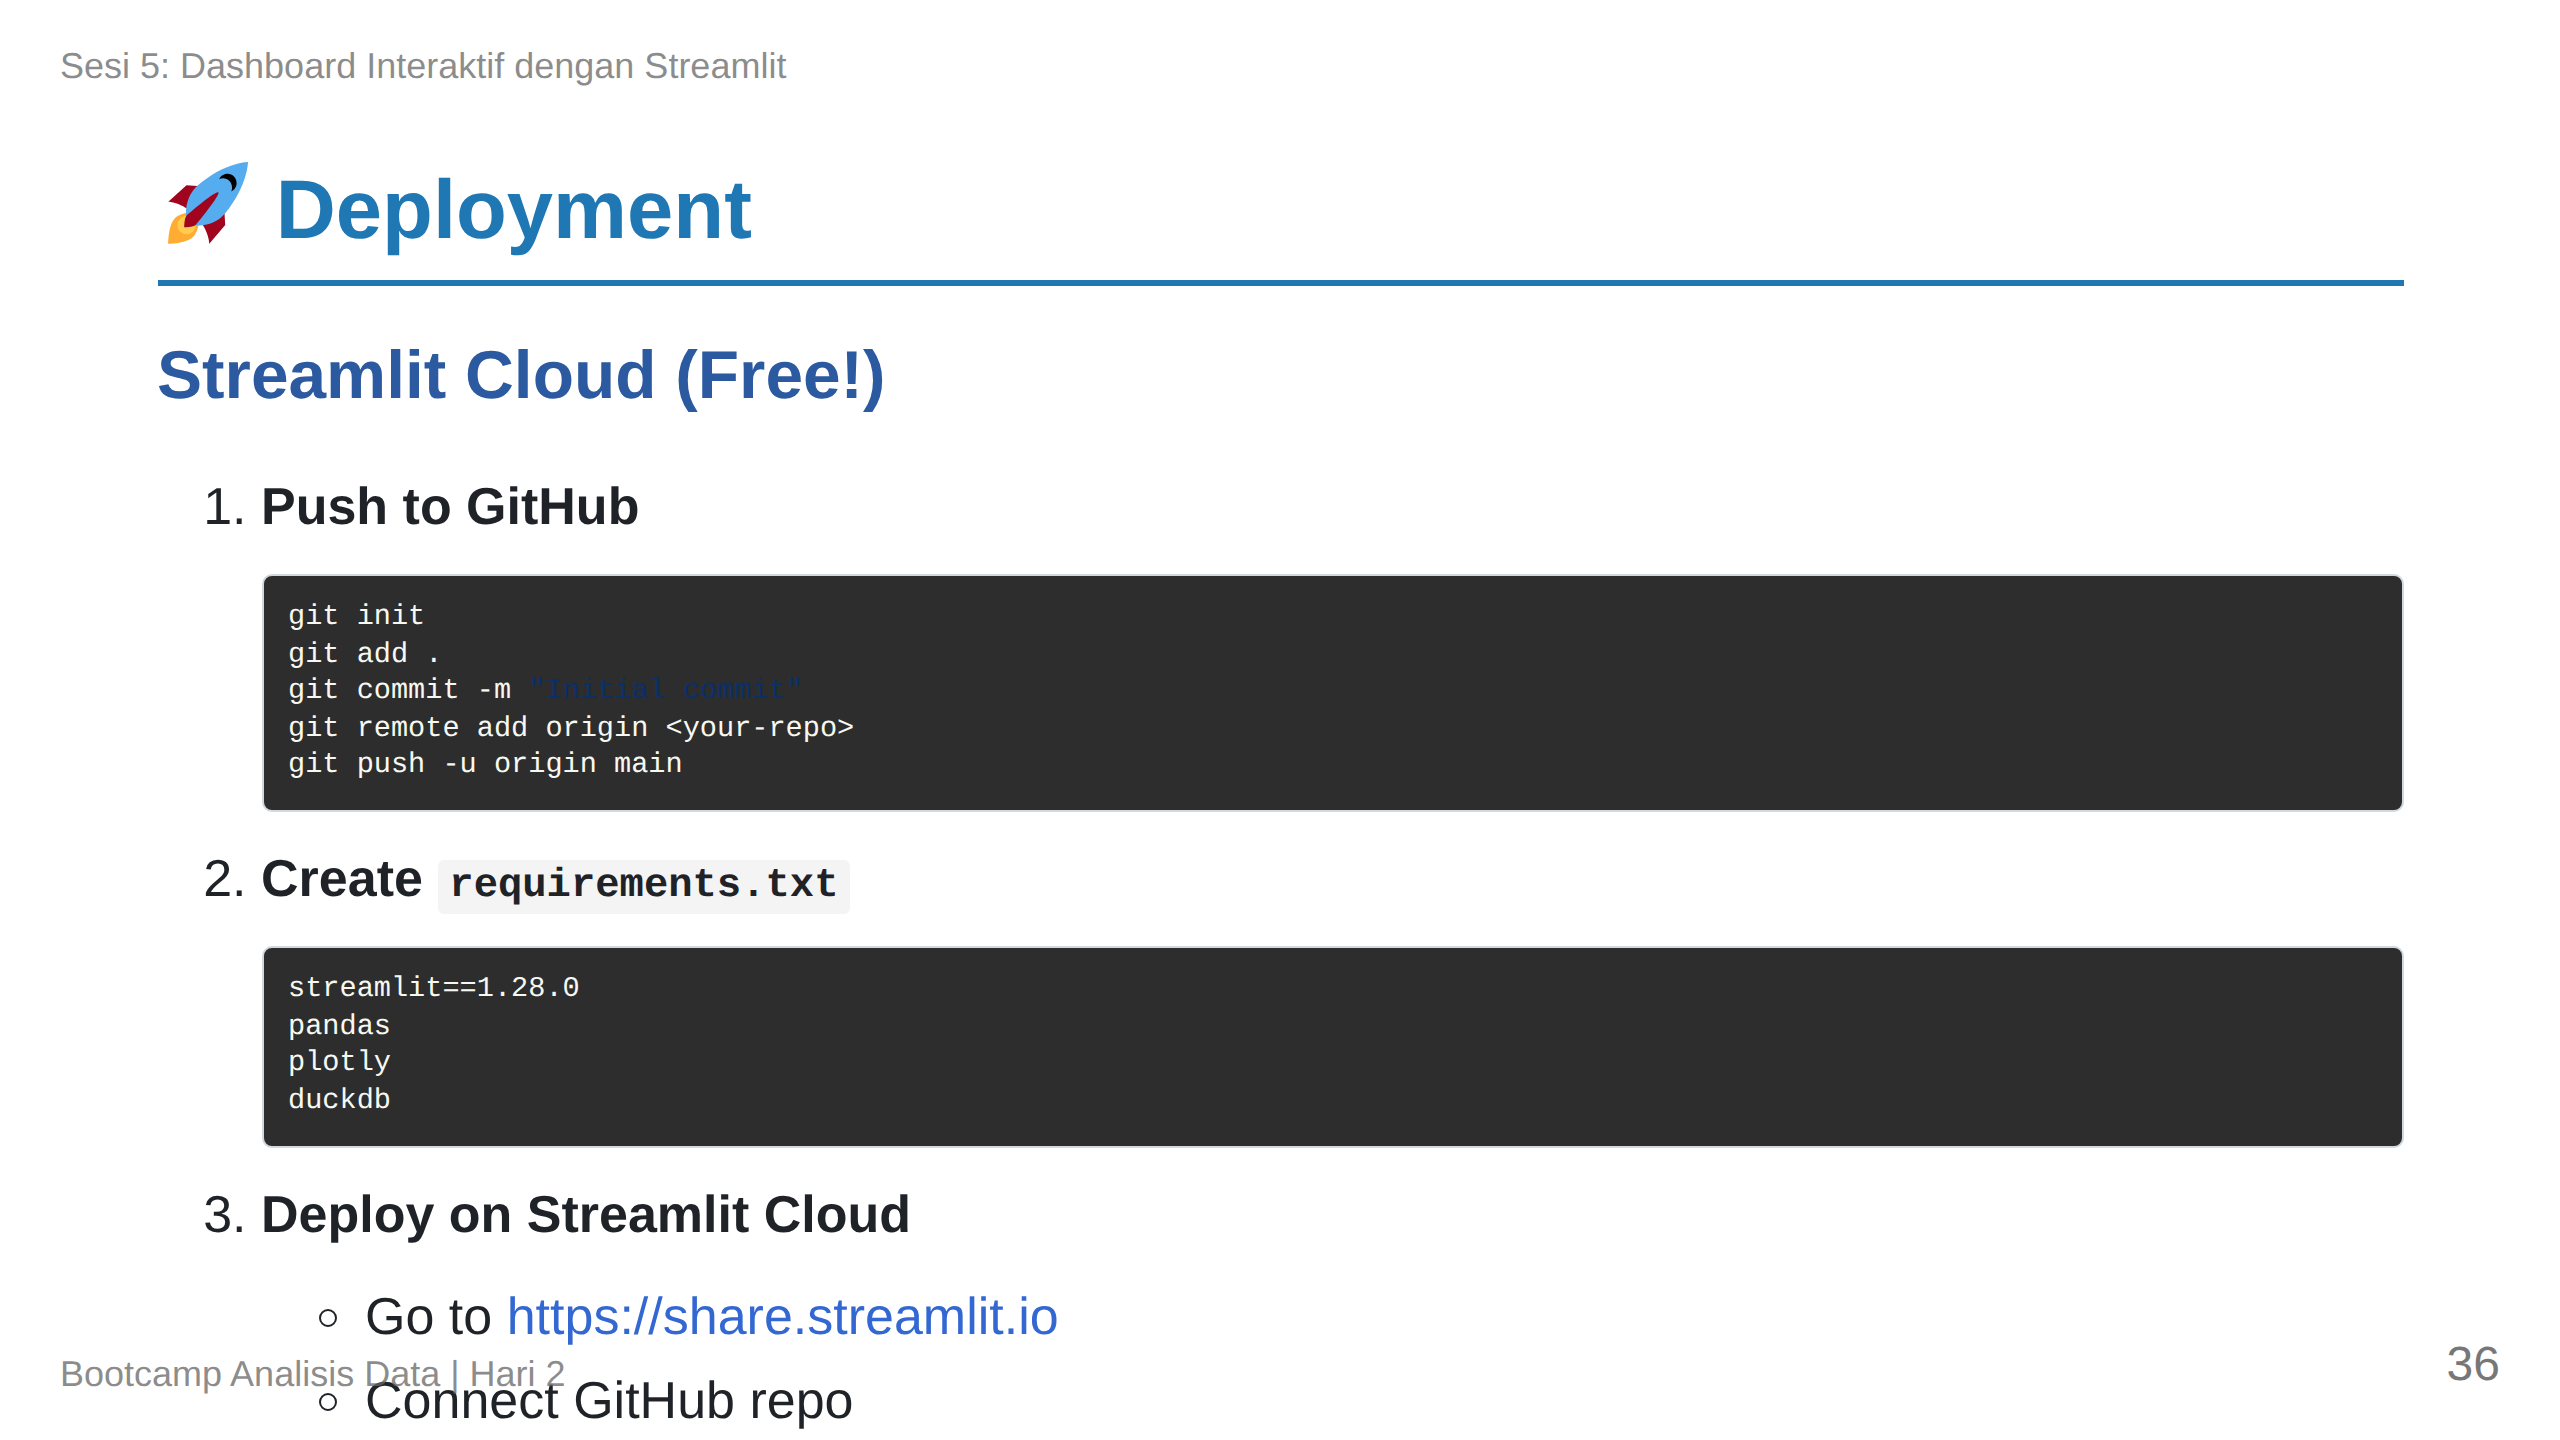 Sesi 5: Dashboard Interaktif dengan Streamlit
Deployment
Streamlit Cloud (Free!)
1. Push to GitHub
git init
git add .
git commit -m "Initial commit"
git remote add origin <your-repo>
git push -u origin main
2. Create requirements.txt
streamlit==1.28.0
pandas
plotly
duckdb
3. Deploy on Streamlit Cloud
Go to https://share.streamlit.io
Connect GitHub repo
Bootcamp Analisis Data | Hari 2
36